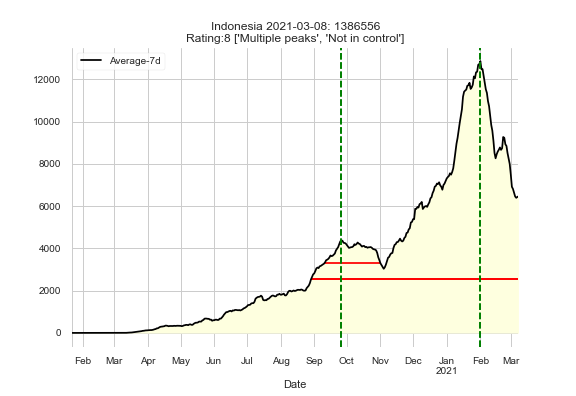 Indonesia 2021-03-08: 1386556
Rating:8 ['Multiple peaks', 'Not in control']
Average-7d
12000
10000
8000
6000
4000
2000
0
Feb Mar Apr May Jun Jul Aug Sep Oct Nov Dec Jan Feb Mar
2021
Date